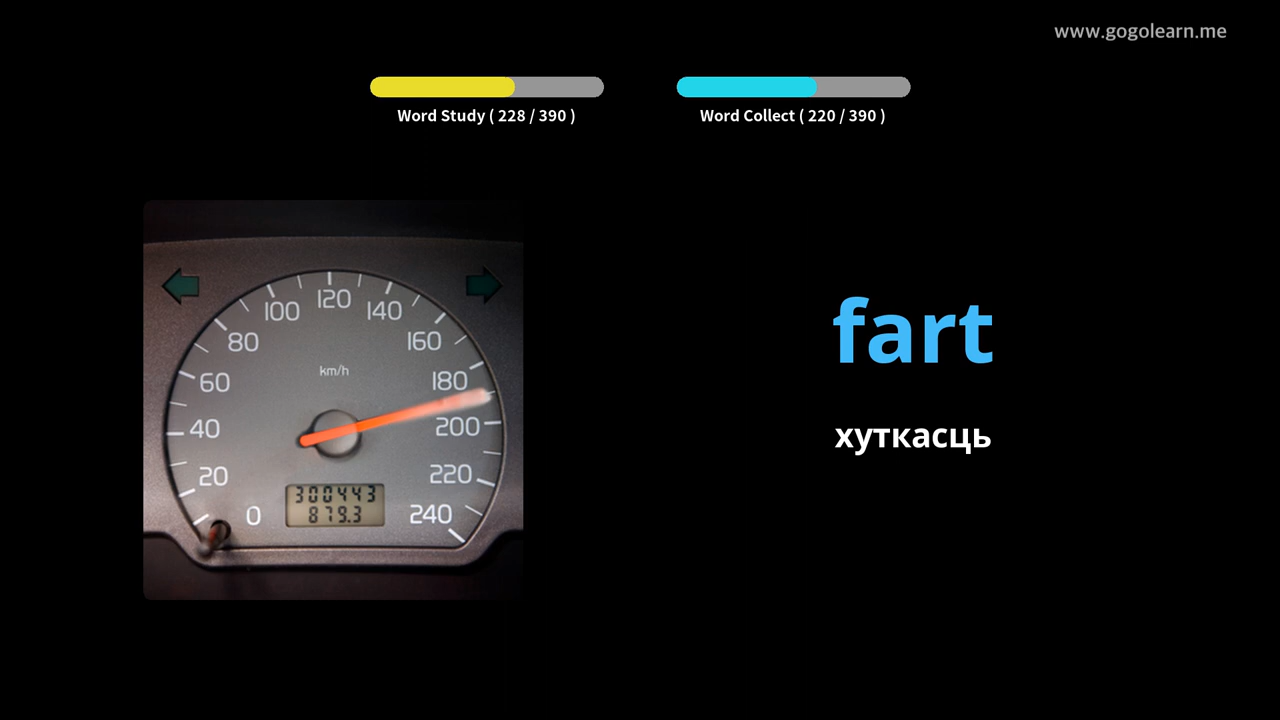 www.gogolearn.me
Word Study ( 228 / 390 )
Word Collect ( 220 / 390 )
120
100
140
80
160
km/h
60
180
fart
40
200
хуткасць
20
220
300443
0
240
879.3